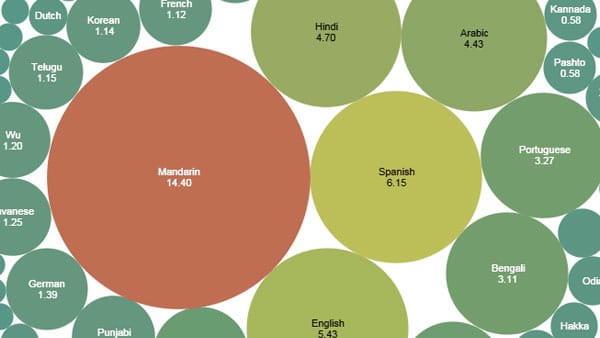 French
1.12
Dutch
Korean
1.14
Hindi
4.70
Arabic
4.43
Kannada
0.58
Pashto
0.58
Telugu
1.15
Wu
1.20
Mandarin
14.40
Spanish
6.15
Portuguese
3.27
vanese
1.25
Bengali
3.11
German
1.39
Odi
Punjabi
English
5.43
Hakka